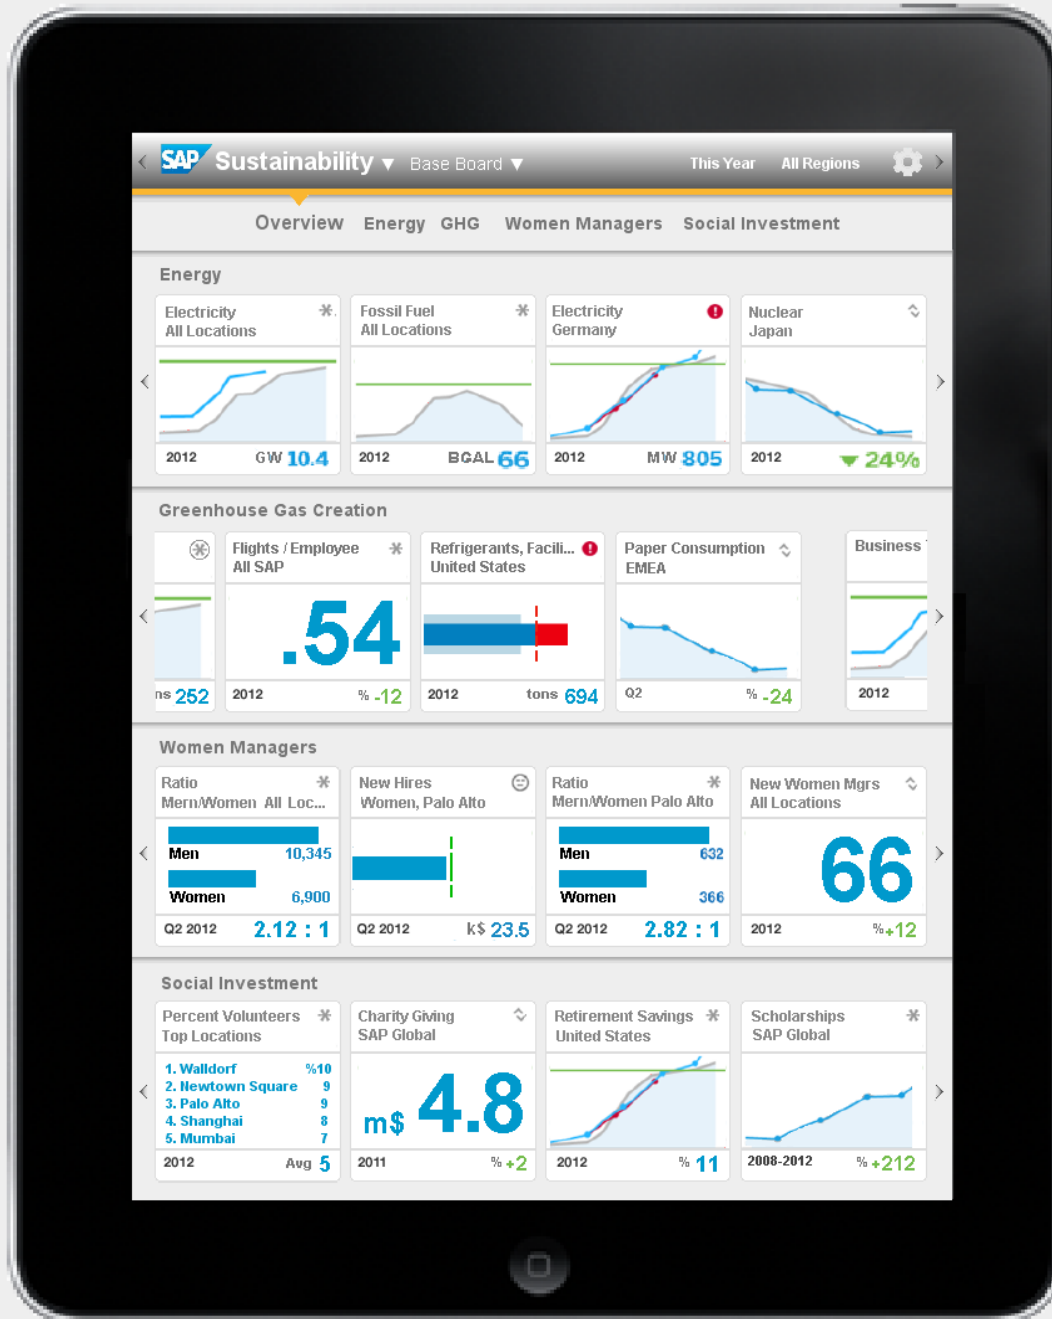 SAP Sustainability ▼ Base Board ▼ This Year All Regions
Overview Energy GHG Women Managers Social Investment
Energy
Electricity
All Locations
2012 GW 10.4
Fossil Fuel
All Locations
2012 BGAL 66
Electricity
Germany
2012 MW 805
Nuclear
Japan
2012 ▼ 24%
Greenhouse Gas Creation
ns 252
Flights / Employee
All SAP
.54
2012 % -12
Refrigerants, Facili...
United States
2012 tons 694
Paper Consumption
EMEA
Q2 % -24
Business
2012
Women Managers
Ratio
Mern/Women All Loc...
Men 10,345
Women 6,900
Q2 2012 2.12 : 1
New Hires
Women, Palo Alto
Q2 2012 k$ 23.5
Ratio
Mern/Women Palo Alto
Men 632
Women 366
Q2 2012 2.82 : 1
New Women Mgrs
All Locations
66
2012 %+12
Social Investment
Percent Volunteers
Top Locations
1. Walldorf %10
2. Newtown Square 9
3. Palo Alto 9
4. Shanghai 8
5. Mumbai 7
2012 Avg 5
Charity Giving
SAP Global
m$ 4.8
2011 % +2
Retirement Savings
United States
2012 % 11
Scholarships
SAP Global
2008-2012 % +212